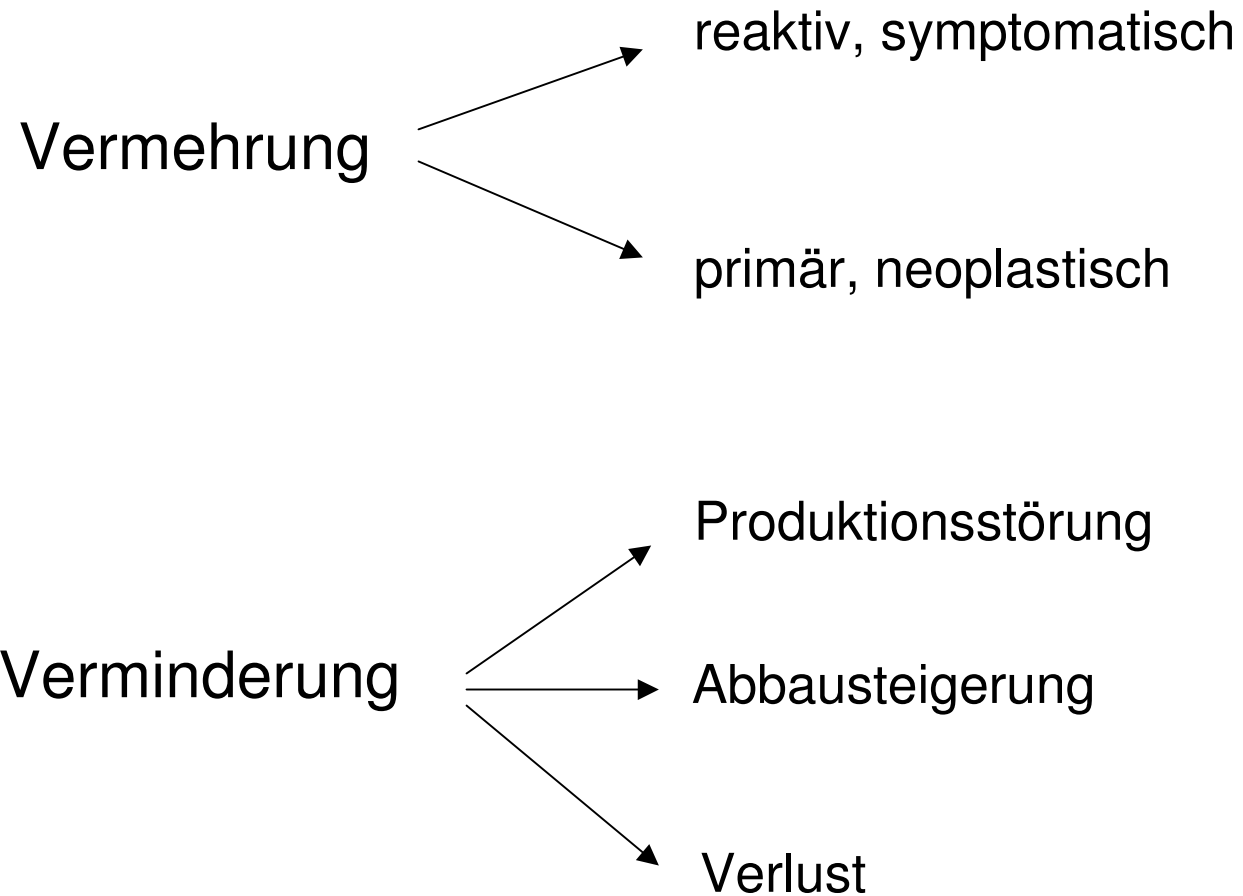 reaktiv, symptomatisch
Vermehrung
primär, neoplastisch
Produktionsstörung
Verminderung
Abbausteigerung
Verlust